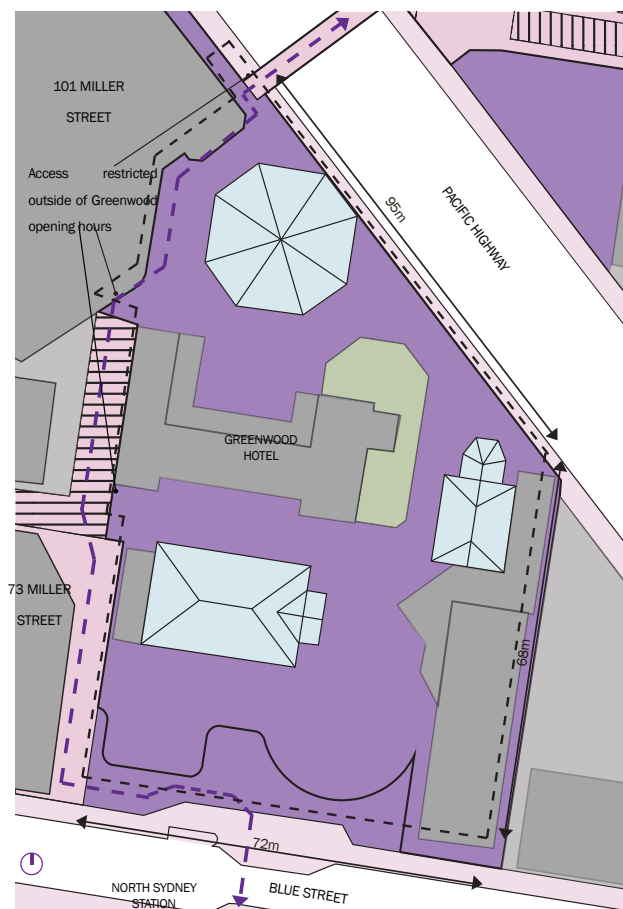 101 MILLER
STREET
Access restricted
outside of Greenwood
opening hours
95m
PACIFIC HIGHWAY
GREENWOOD
HOTEL
73 MILLER
STREET
68m
72m
NORTH SYDNEY
STATION
BLUE STREET